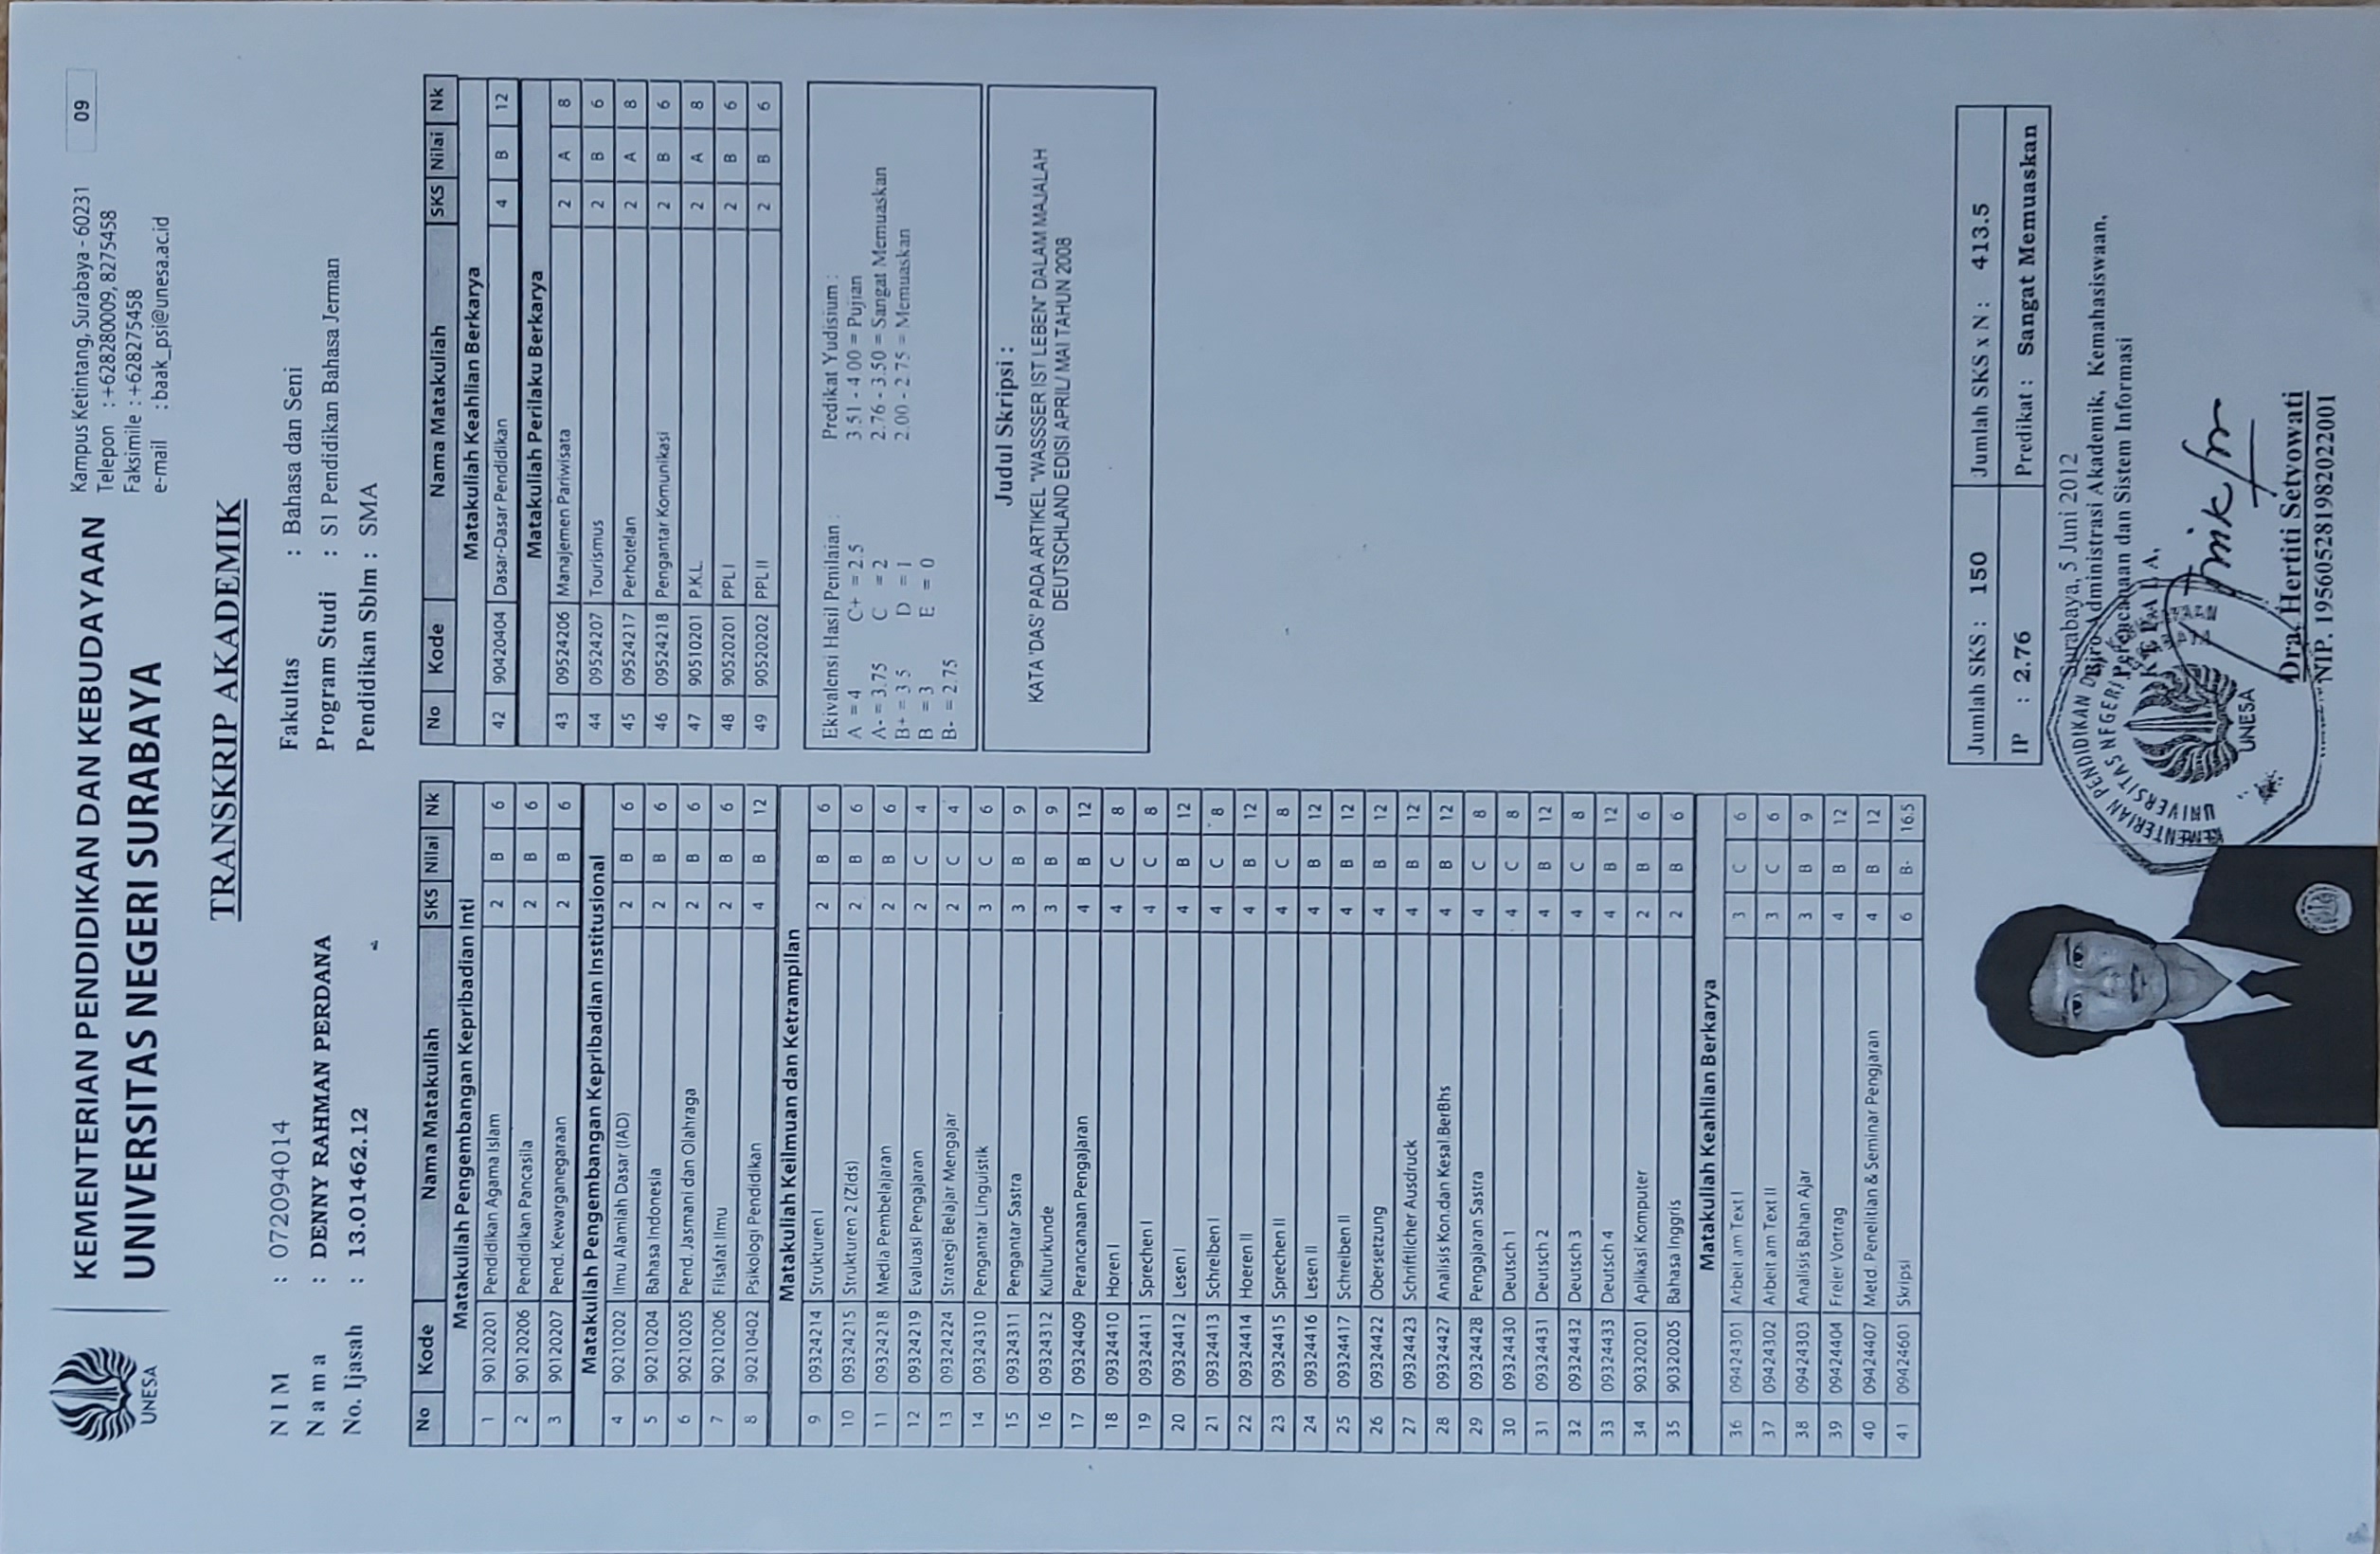 UNESA
KEMENTERIAN PENDIDIKAN DAN KEBUDAYAAN
UNIVERSITAS NEGERI SURABAYA
Kampus Ketintang, Surabaya - 60231
Telepon : +628280009, 8275458
Faksimile : +628275458
e-mail : baak_psi@unesa.ac.id
09
TRANSKRIP AKADEMIK
NIM : 072094014
Nama : DENNY RAHMAN PERDANA
No. Ijasah : 13.01462.12
Fakultas : Bahasa dan Seni
Program Studi : S1 Pendidikan Bahasa Jerman
Pendidikan Sblm : SMA
No Kode Nama Matakuliah SKS Nilai Nk
Matakuliah Pengembangan Kepribadian Inti
1 90120201 Pendidikan Agama Islam 2 B 6
2 90120206 Pendidikan Pancasila 2 B 6
3 90120207 Pend. Kewarganegaraan 2 B 6
Matakuliah Pengembangan Kepribadian Institusional
4 90210202 Ilmu Alamiah Dasar (IAD) 2 B 6
5 90210204 Bahasa Indonesia 2 B 6
6 90210205 Pend. Jasmani dan Olahraga 2 B 6
7 90210206 Filsafat Ilmu 2 B 6
8 90210402 Psikologi Pendidikan 4 B 12
Matakuliah Keilmuan dan Ketrampilan
9 09324214 Strukturen I 2 B 6
10 09324215 Strukturen 2 (Zids) 2 B 6
11 09324218 Media Pembelajaran 2 B 6
12 09324219 Evaluasi Pengajaran 2 C 4
13 09324224 Strategi Belajar Mengajar 2 C 4
14 09324310 Pengantar Linguistik 3 C 6
15 09324311 Pengantar Sastra 3 B 9
16 09324312 Kulturkunde 3 B 9
17 09324409 Perancanaan Pengajaran 4 B 12
18 09324410 Horen I 4 C 8
19 09324411 Sprechen I 4 C 8
20 09324412 Lesen I 4 B 12
21 09324413 Schreiben I 4 C 8
22 09324414 Hoeren II 4 B 12
23 09324415 Sprechen II 4 C 8
24 09324416 Lesen II 4 B 12
25 09324417 Schreiben II 4 B 12
26 09324422 Obersetzung 4 B 12
27 09324423 Schriftlicher Ausdruck 4 B 12
28 09324427 Analisis Kon.dan Kesal.BerBhs 4 B 12
29 09324428 Pengajaran Sastra 4 C 8
30 09324430 Deutsch 1 4 C 8
31 09324431 Deutsch 2 4 B 12
32 09324432 Deutsch 3 4 C 8
33 09324433 Deutsch 4 4 B 12
34 90320201 Aplikasi Komputer 2 B 6
35 90320205 Bahasa Inggris 2 B 6
Matakuliah Keahlian Berkarya
36 09424301 Arbeit am Text I 3 C 6
37 09424302 Arbeit am Text II 3 C 6
38 09424303 Analisis Bahan Ajar 3 B 9
39 09424404 Freier Vortrag 4 B 12
40 09424407 Metd. Penelitian & Seminar Pengjaran 4 B 12
41 09424601 Skripsi 6 B- 16.5
No Kode Nama Matakuliah SKS Nilai Nk
Matakuliah Keahlian Berkarya
42 90420404 Dasar-Dasar Pendidikan 4 B 12
Matakuliah Perilaku Berkarya
43 09524206 Manajemen Pariwisata 2 A 8
44 09524207 Tourismus 2 B 6
45 09524217 Perhotelan 2 A 8
46 09524218 Pengantar Komunikasi 2 B 6
47 90510201 P.K.L. 2 A 8
48 90520201 PPL I 2 B 6
49 90520202 PPL II 2 B 6
Ekivalensi Hasil Penilaian : Predikat Yudisium :
A = 4 C+ = 2.5 3.51 - 4.00 = Pujian
A- = 3.75 C = 2 2.76 - 3.50 = Sangat Memuaskan
B+ = 3.5 D = 1 2.00 - 2.75 = Memuaskan
B = 3 E = 0
B- = 2.75
Judul Skripsi :
KATA 'DAS' PADA ARTIKEL "WASSSER IST LEBEN" DALAM MAJALAH
DEUTSCHLAND EDISI APRIL/ MAI TAHUN 2008
Jumlah SKS : 150 Jumlah SKS x N : 413.5
IP : 2.76 Predikat : Sangat Memuaskan
Surabaya, 5 Juni 2012
Biro Administrasi Akademik, Kemahasiswaan,
Perencanaan dan Sistem Informasi
KEPALA,
KEMENTERIAN PENDIDIKAN DAN KEBUDAYAAN
UNIVERSITAS NEGERI SURABAYA
UNESA
Dra. Hertiti Setyowati
NIP. 195605281982022001